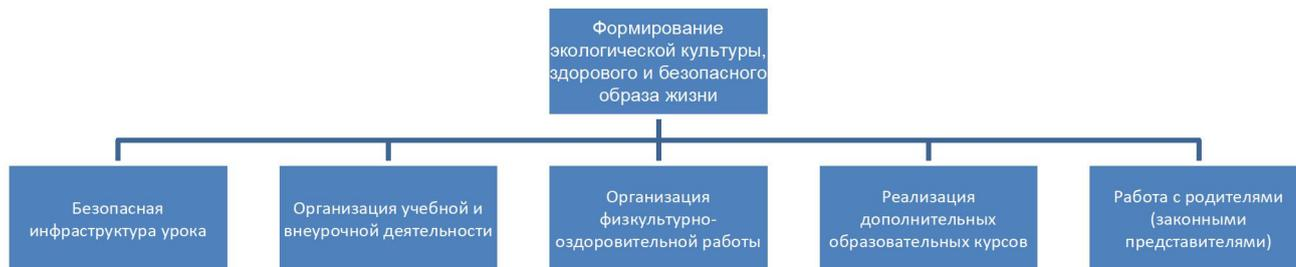 Формирование
экологической культуры,
здорового и безопасного
образа жизни
Безопасная
инфраструктура урока
Организация учебной и
внеурочной деятельности
Организация
физкультурно-
оздоровительной работы
Реализация
дополнительных
образовательных курсов
Работа с родителями
(законными
представителями)